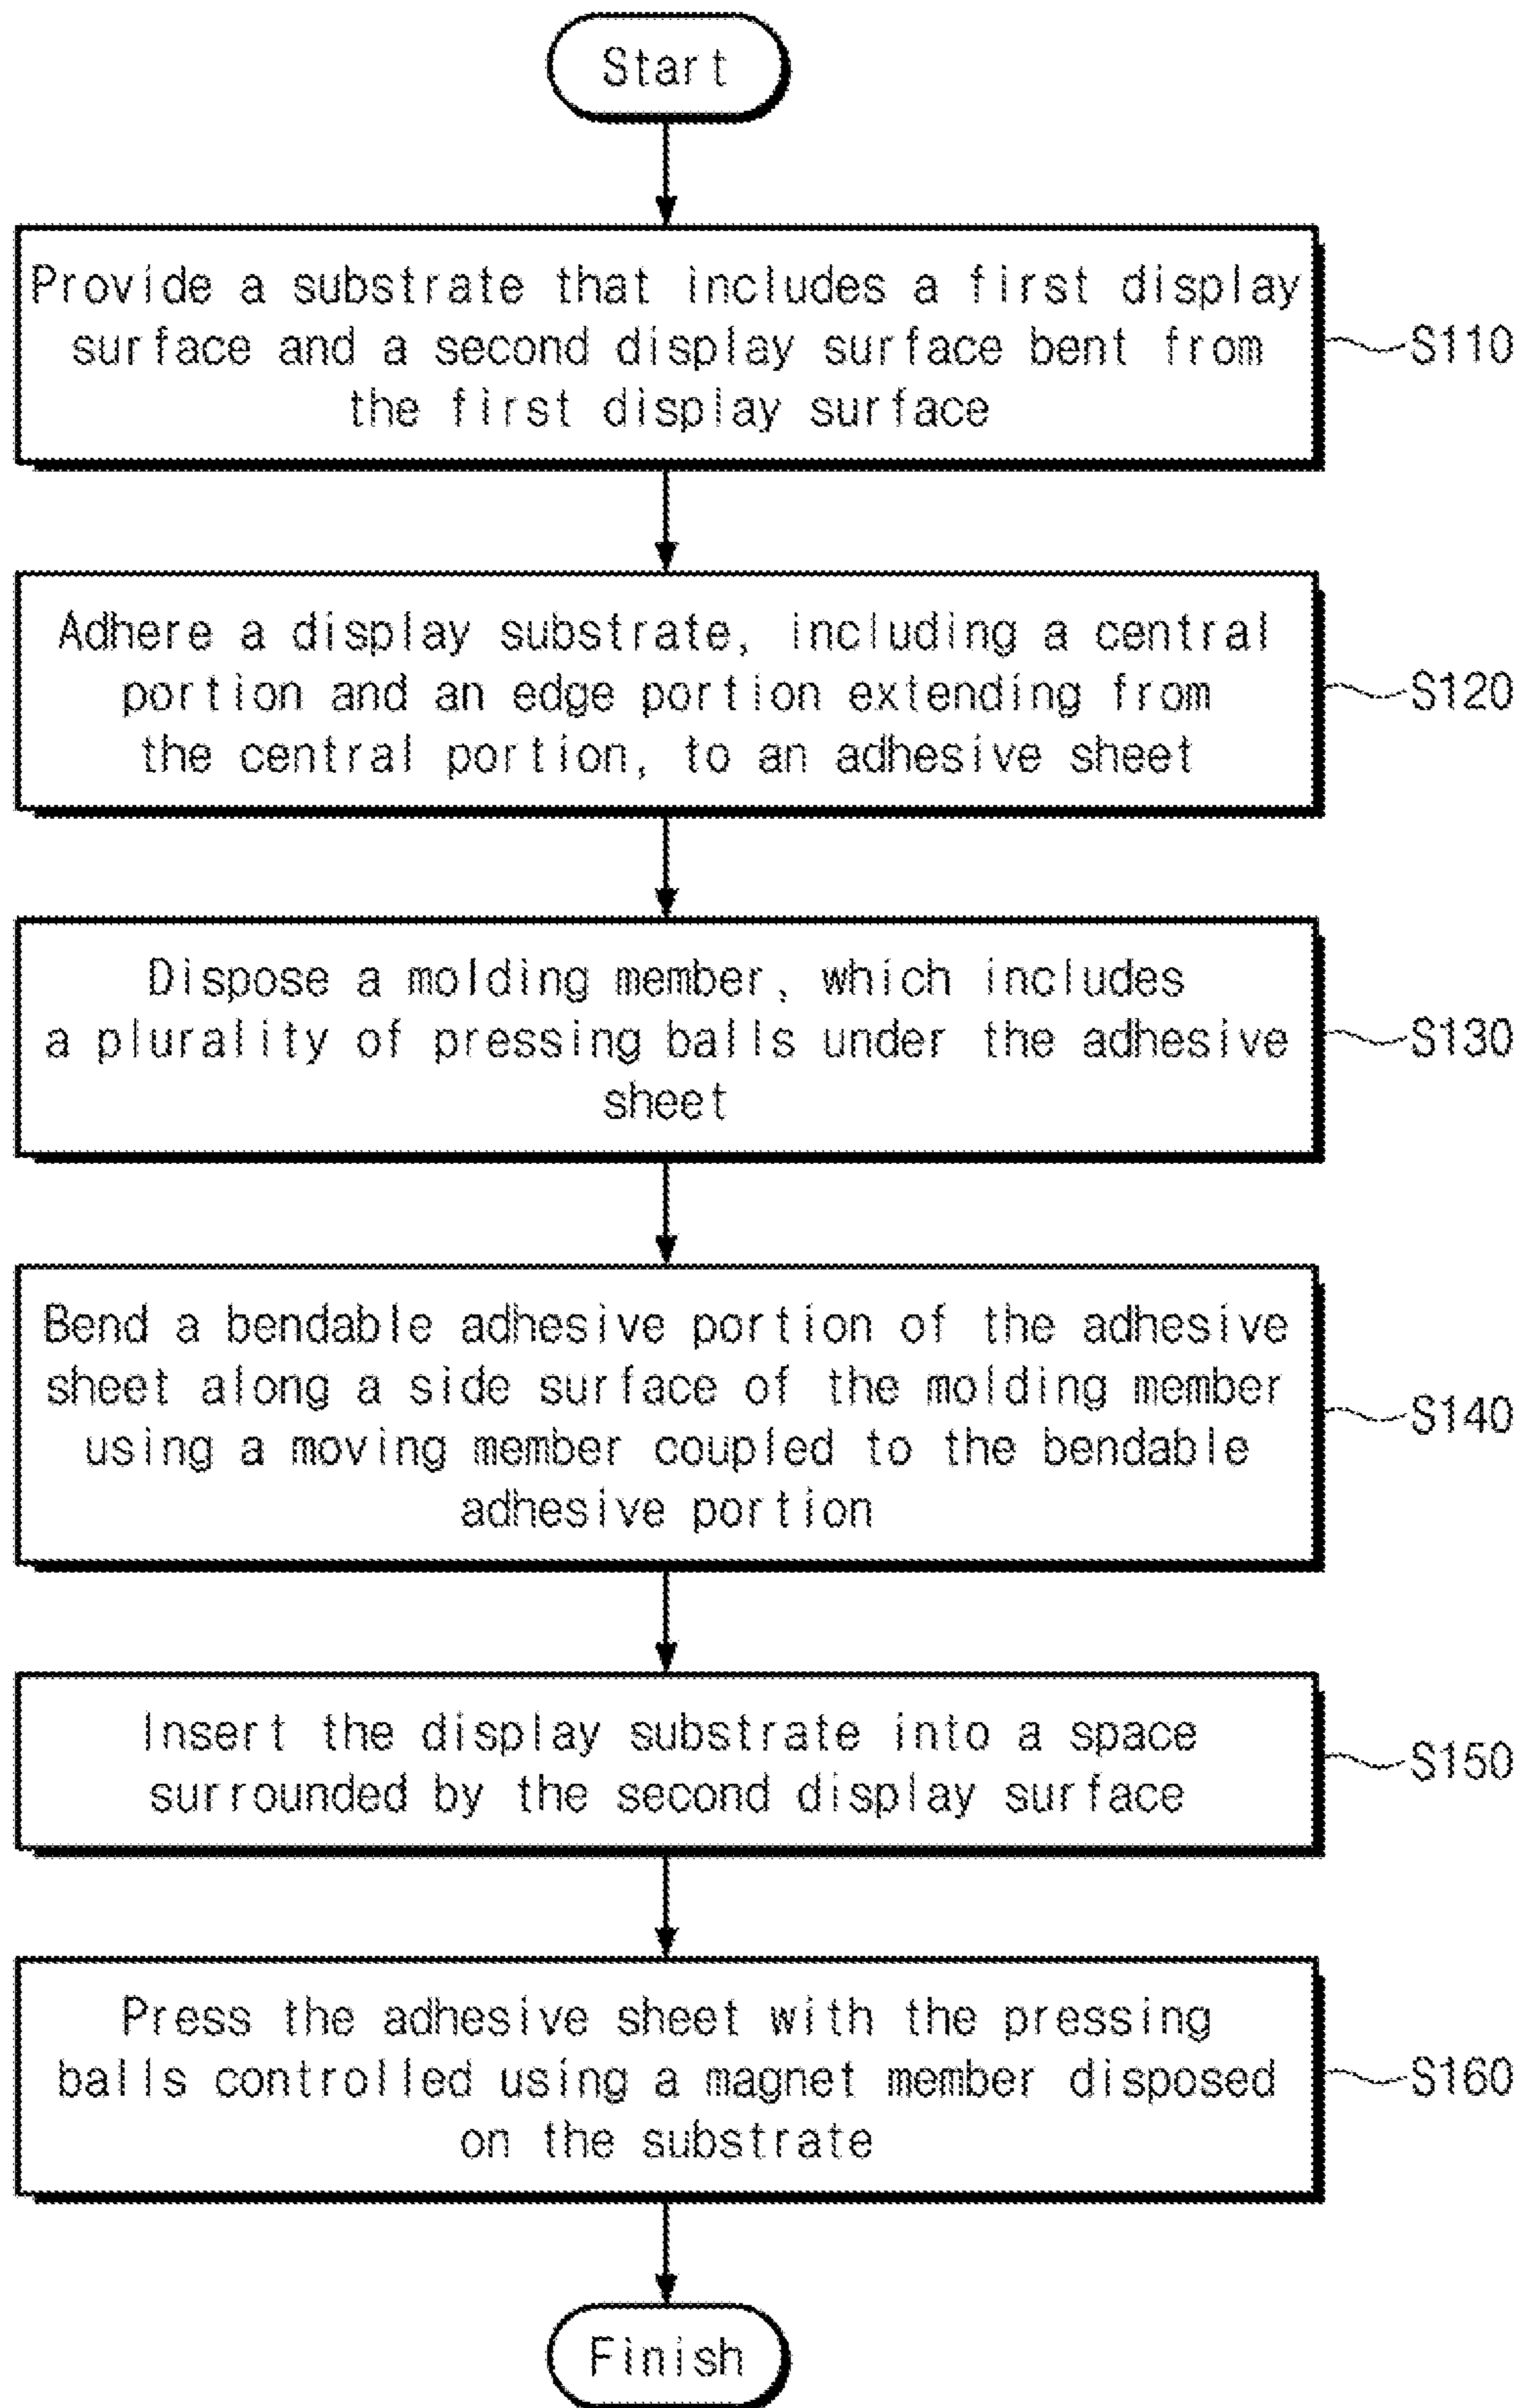 Start
Provide a substrate that includes a first display
surface and a second display surface bent from
the first display surface
S110
Adhere a display substrate, including a central
portion and an edge portion extending from
the central portion, to an adhesive sheet
S120
Dispose a molding member, which includes
a plurality of pressing balls under the adhesive
sheet
S130
Bend a bendable adhesive portion of the adhesive
sheet along a side surface of the molding member
using a moving member coupled to the bendable
adhesive portion
S140
Insert the display substrate into a space
surrounded by the second display surface
S150
Press the adhesive sheet with the pressing
balls controlled using a magnet member disposed
on the substrate
S160
Finish